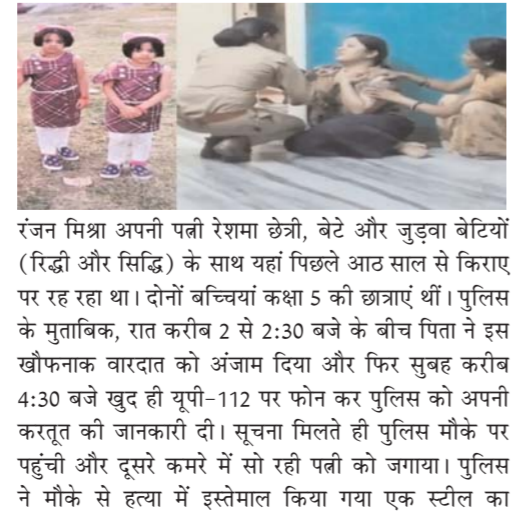 रंजन मिश्रा अपनी पत्नी रेशमा छेत्री, बेटे और जुड़वा बेटियों
(रिद्धी और सिद्धि) के साथ यहां पिछले आठ साल से किराए
पर रह रहा था। दोनों बच्चियां कक्षा 5 की छात्राएं थीं। पुलिस
के मुताबिक, रात करीब 2 से 2:30 बजे के बीच पिता ने इस
खौफनाक वारदात को अंजाम दिया और फिर सुबह करीब
4:30 बजे खुद ही यूपी-112 पर फोन कर पुलिस को अपनी
करतूत की जानकारी दी। सूचना मिलते ही पुलिस मौके पर
पहुंची और दूसरे कमरे में सो रही पत्नी को जगाया। पुलिस
ने मौके से हत्या में इस्तेमाल किया गया एक स्टील का